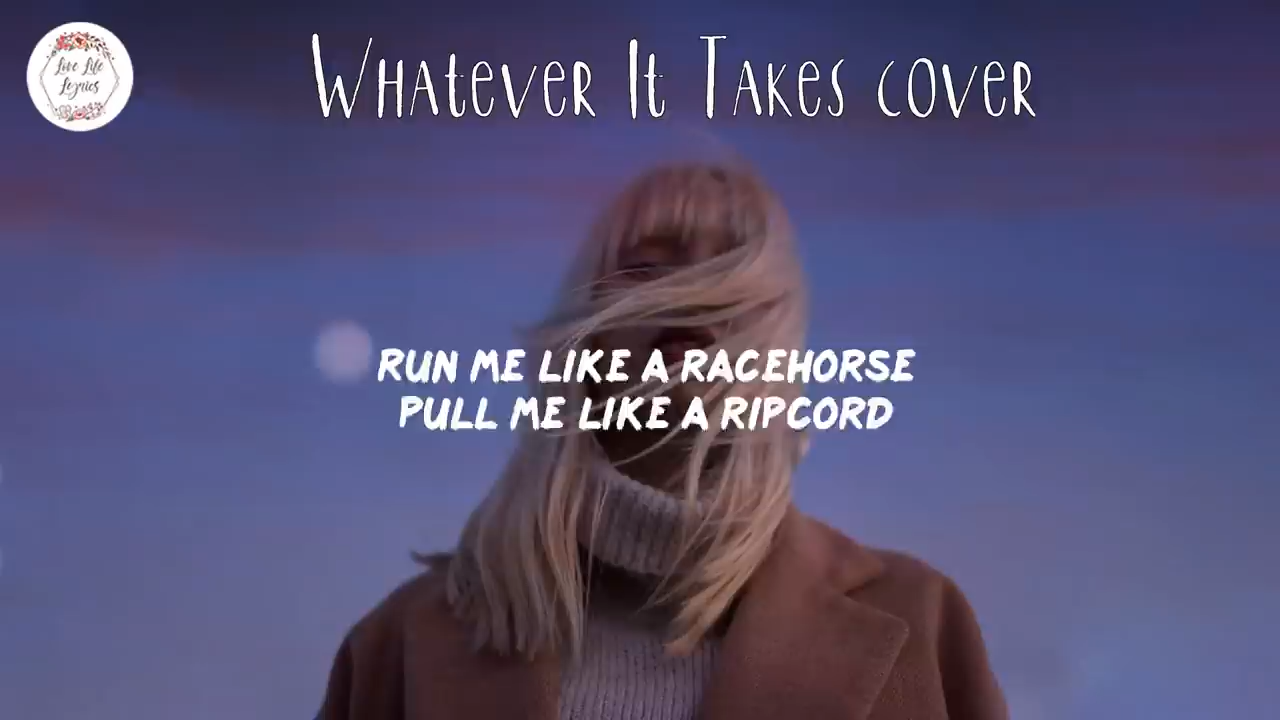 Love Life
Lyrics
Whatever It Takes cover
RUN ME LIKE A RACEHORSE
PULL ME LIKE A RIPCORD